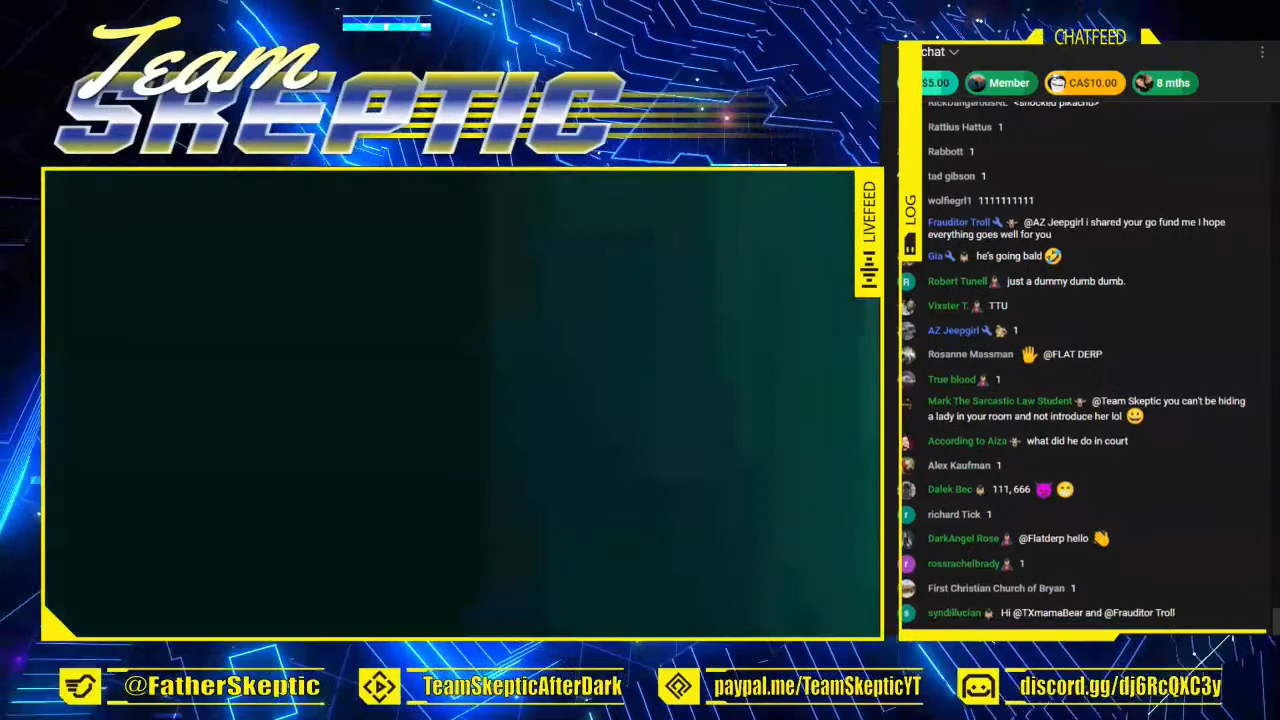 Team
SKEPTIC
CHATFEED
chat
$5.00 Member CA$10.00 8 mths
RickDangerousNL <shocked pikachu>
Rattius Hattus 1
Rabbott 1
tad gibson 1
wolfiegrl1 1111111111
Frauditor Troll @AZ Jeepgirl i shared your go fund me I hope
everything goes well for you
Gia he's going bald
Robert Tunell just a dummy dumb dumb.
Vixster T. TTU
AZ Jeepgirl 1
Rosanne Massman @FLAT DERP
True blood 1
Mark The Sarcastic Law Student @Team Skeptic you can't be hiding
a lady in your room and not introduce her lol
According to Aiza what did he do in court
Alex Kaufman 1
Dalek Bec 111, 666
richard Tick 1
DarkAngel Rose @Flatderp hello
rossrachelbrady 1
First Christian Church of Bryan 1
syndillucian Hi @TXmamaBear and @Frauditor Troll
LIVEFEED
LOG
@FatherSkeptic
TeamSkepticAfterDark
paypal.me/TeamSkepticYT
discord.gg/dj6RcQXC3y